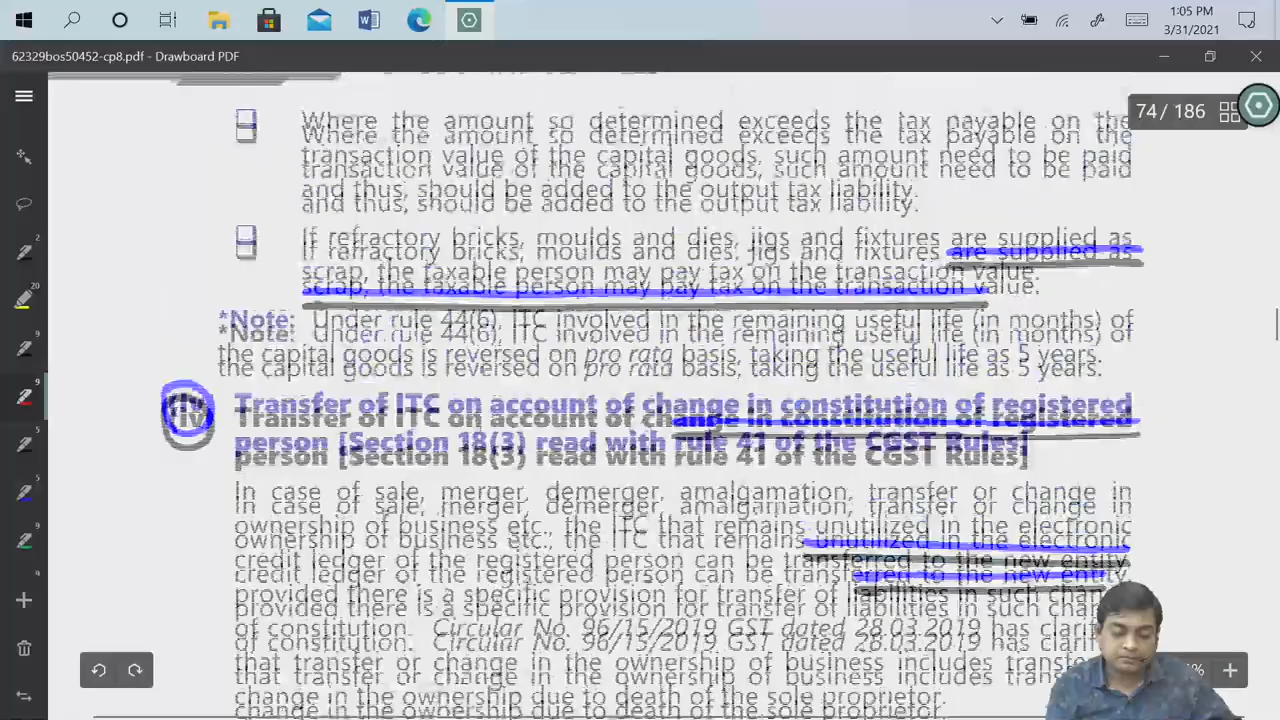 1:05 PM
3/31/2021
62329bos50452-cp8.pdf - Drawboard PDF
74 / 186
Where the amount so determined exceeds the tax payable on the
transaction value of the capital goods, such amount need to be paid
and thus, should be added to the output tax liability.
If refractory bricks, moulds and dies, jigs and fixtures are supplied as
scrap, the taxable person may pay tax on the transaction value.
*Note: Under rule 44(6), ITC involved in the remaining useful life (in months) of
the capital goods is reversed on pro rata basis, taking the useful life as 5 years.
Transfer of ITC on account of change in constitution of registered
person [Section 18(3) read with rule 41 of the CGST Rules]
In case of sale, merger, demerger, amalgamation, transfer or change in
ownership of business etc., the ITC that remains unutilized in the electronic
credit ledger of the registered person can be transferred to the new entity,
provided there is a specific provision for transfer of liabilities in such
of constitution. Circular No. 96/15/2019 GST dated 28.03.2019 has
that transfer or change in the ownership of business includes
change in the ownership due to death of the sole proprietor.
2
20
9
9
5
5
9
%